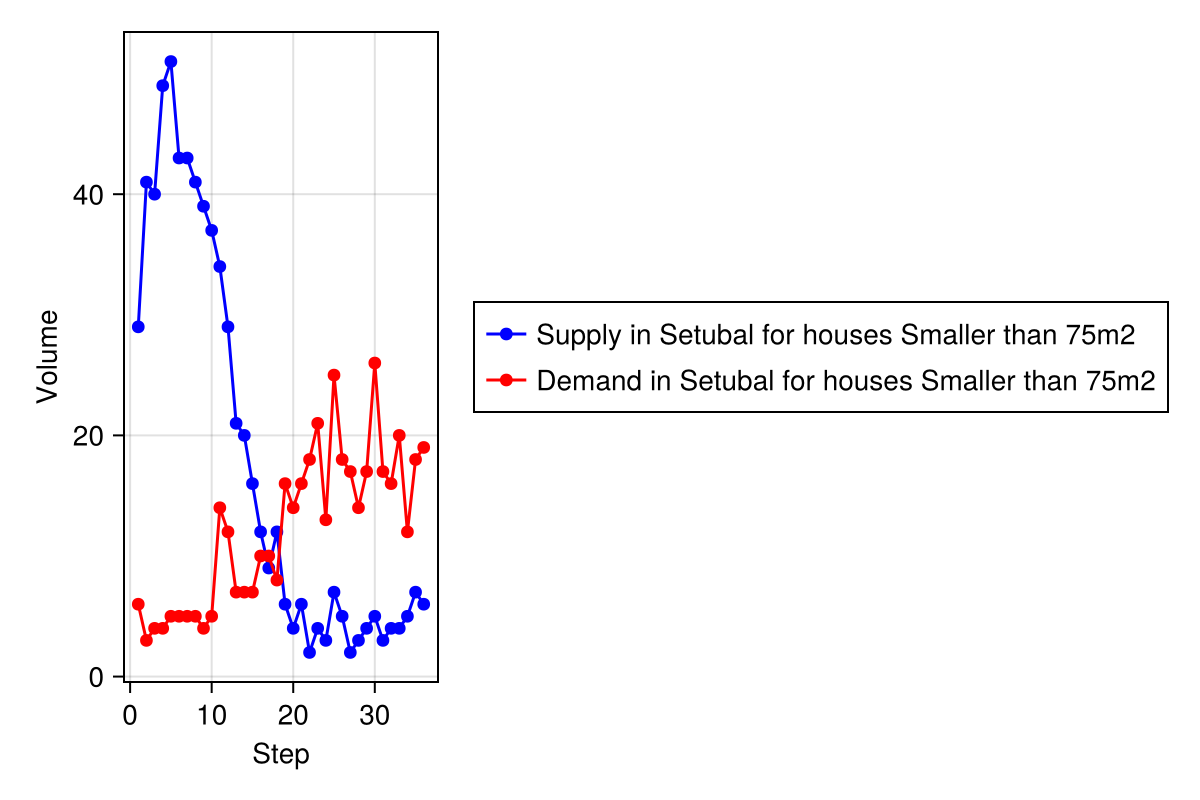 Volume
40
20
0
0 10 20 30
Step
Supply in Setubal for houses Smaller than 75m2
Demand in Setubal for houses Smaller than 75m2